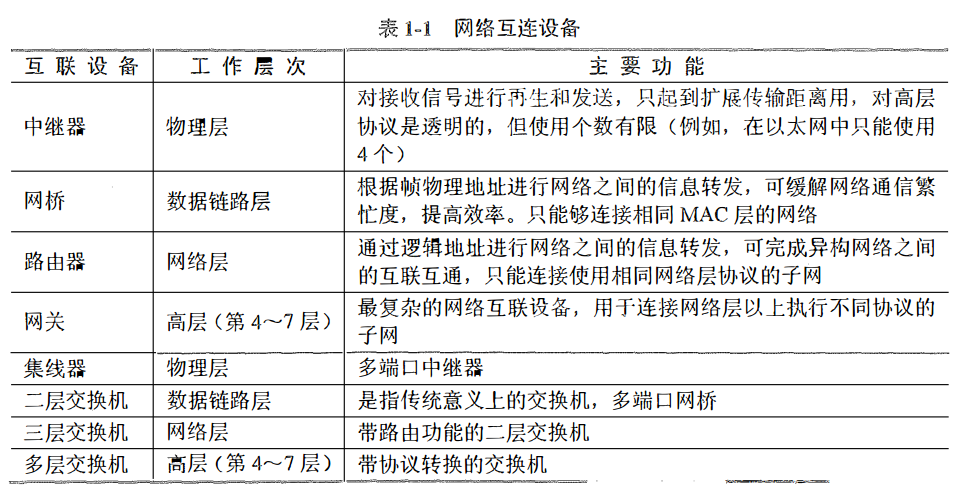 表1-1 网络互连设备
互联设备 工作层次 主要功能
对接收信号进行再生和发送，只起到扩展传输距离用，对高层
中继器 物理层 协议是透明的，但使用个数有限（例如，在以太网中只能使用
4个）
网桥 数据链路层 根据帧物理地址进行网络之间的信息转发，可缓解网络通信繁
忙度，提高效率。只能够连接相同MAC层的网络
路由器 网络层 通过逻辑地址进行网络之间的信息转发，可完成异构网络之间
的互联互通，只能连接使用相同网络层协议的子网
网关 高层（第4～7层） 最复杂的网络互联设备，用于连接网络层以上执行不同协议的
子网
集线器 物理层 多端口中继器
二层交换机 数据链路层 是指传统意义上的交换机，多端口网桥
三层交换机 网络层 带路由功能的二层交换机
多层交换机 高层（第4～7层） 带协议转换的交换机